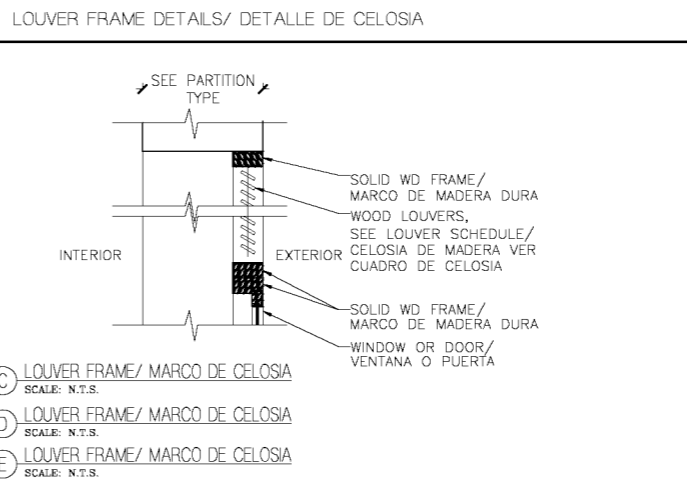 LOUVER FRAME DETAILS/ DETALLE DE CELOSIA
SEE PARTITION
TYPE
SOLID WD FRAME/
MARCO DE MADERA DURA
WOOD LOUVERS,
SEE LOUVER SCHEDULE/
CELOSIA DE MADERA VER
CUADRO DE CELOSIA
INTERIOR
EXTERIOR
SOLID WD FRAME/
MARCO DE MADERA DURA
WINDOW OR DOOR/
VENTANA O PUERTA
C LOUVER FRAME/ MARCO DE CELOSIA
SCALE: N.T.S.
D LOUVER FRAME/ MARCO DE CELOSIA
SCALE: N.T.S.
E LOUVER FRAME/ MARCO DE CELOSIA
SCALE: N.T.S.